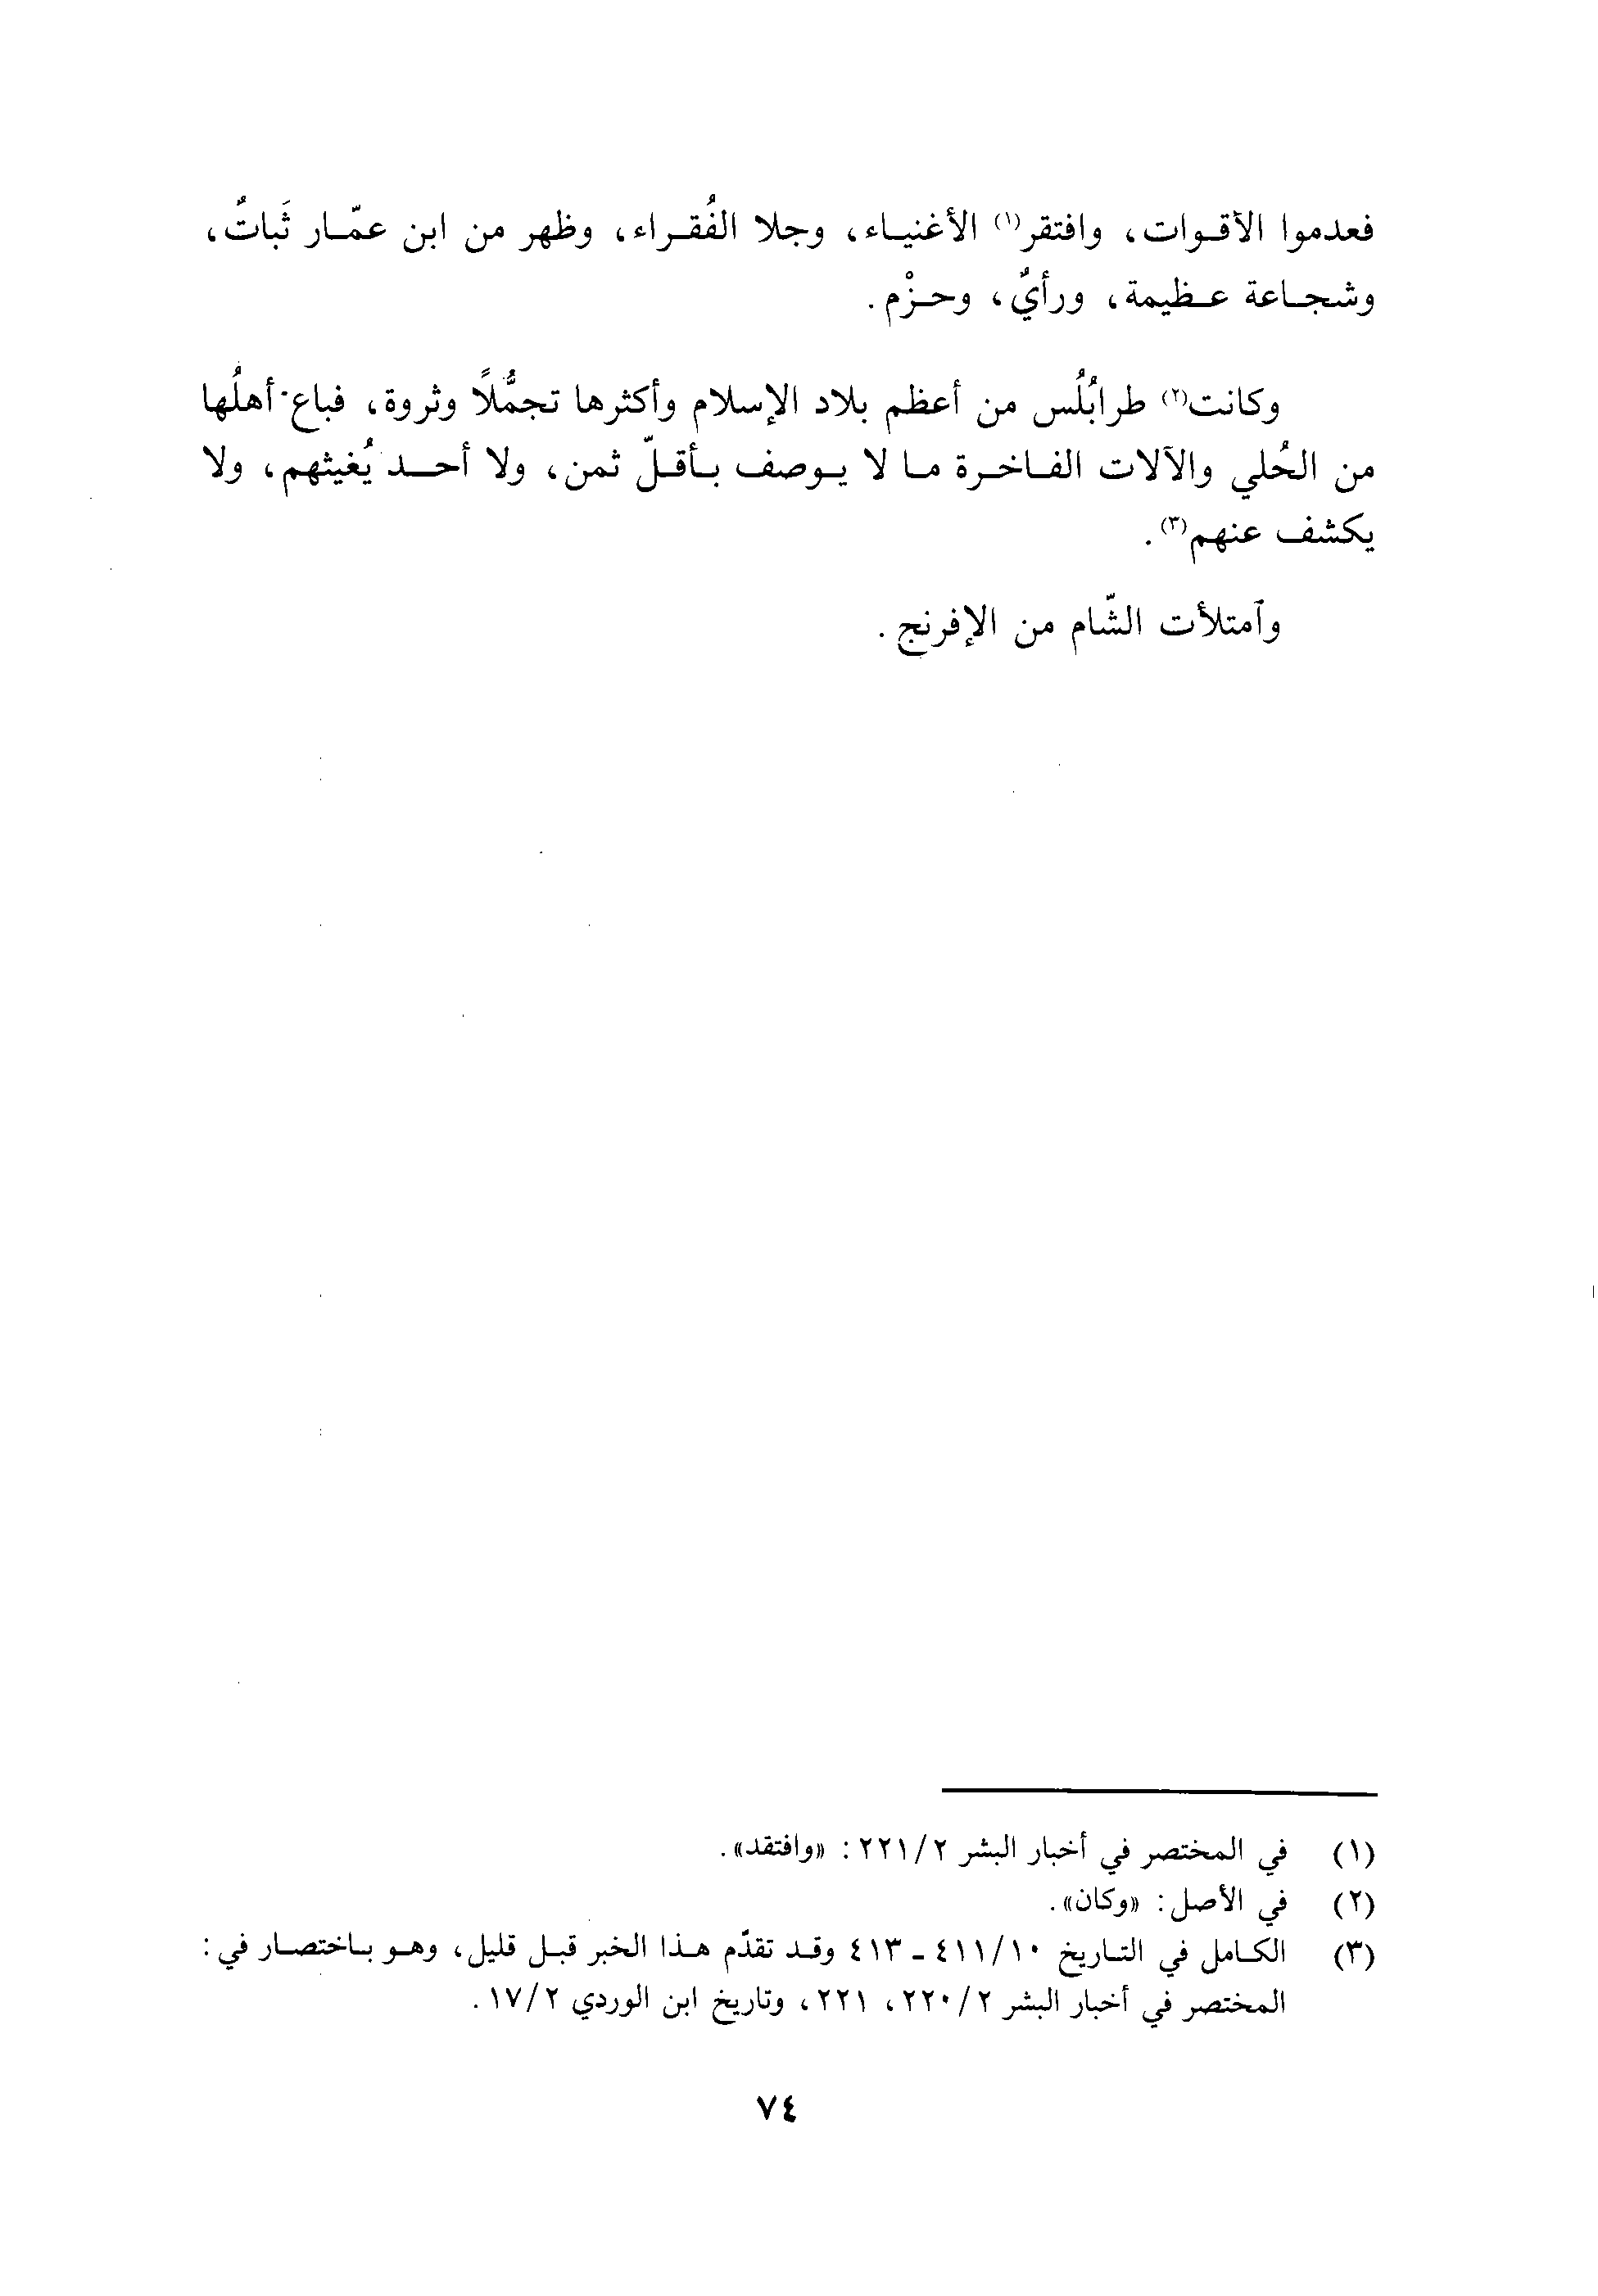 فعدموا الأقوات، وافتقر(١) الأغنياء، وجلا الفُقراء، وظهر من ابن عمّار ثَباتٌ،
وشجاعة عظيمة، ورأيٌ، وحزْم.
وكانت(٢) طرابُلُس من أعظم بلاد الإسلام وأكثرها تجمُّلاً وثروة، فباع أهلُها
من الحُلي والآلات الفاخرة ما لا يوصف بأقلّ ثمن، ولا أحد يُغيثهم، ولا
يكشف عنهم(٣).
وٱمتلأت الشّام من الإفرنج.
(١) في المختصر في أخبار البشر ٢٢١/٢: «وافتقد».
(٢) في الأصل: «وكان».
(٣) الكامل في التاريخ ٤١١/١٠ - ٤١٣ وقد تقدّم هذا الخبر قبل قليل، وهو باختصار في:
المختصر في أخبار البشر ٢٢٠/٢، ٢٢١، وتاريخ ابن الوردي ١٧/٢.
٧٤